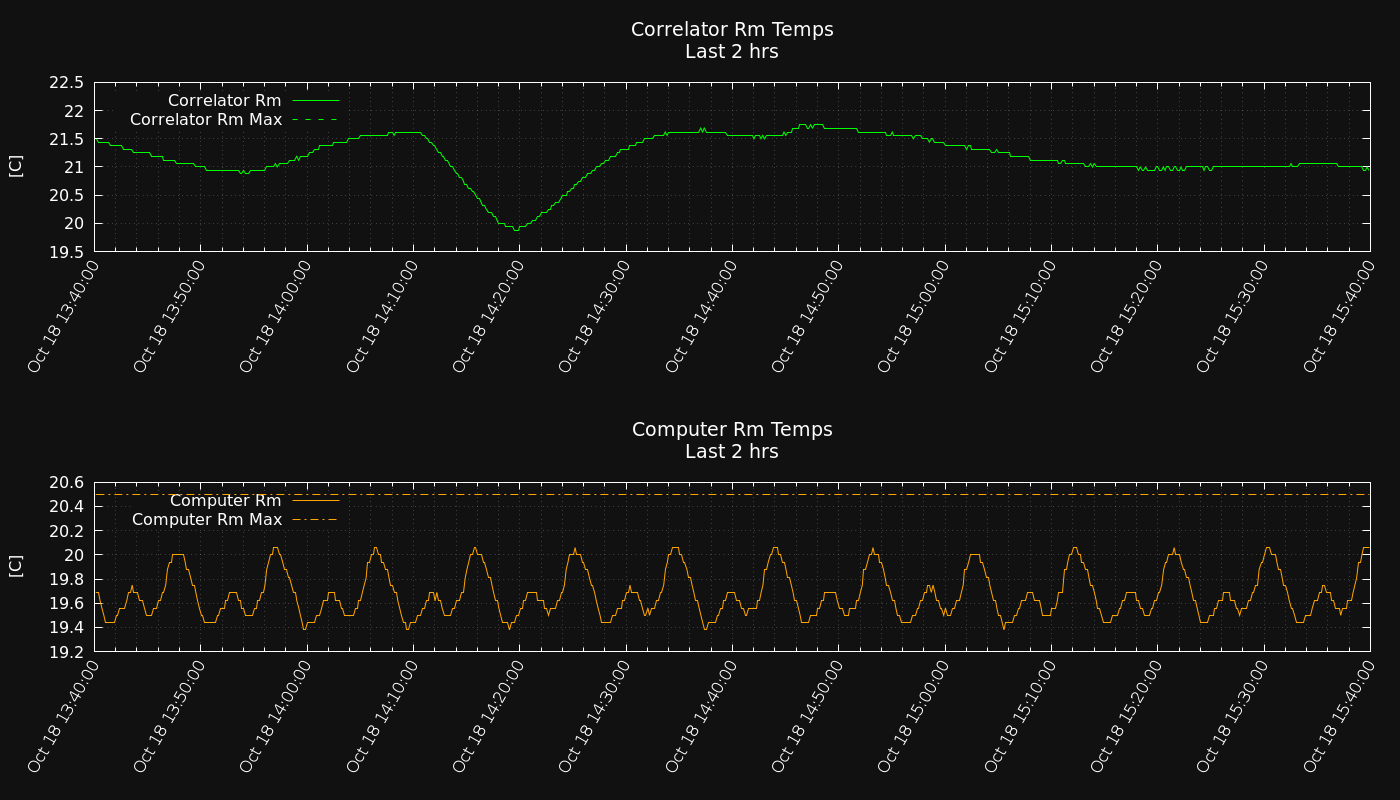 Correlator Rm Temps
Last 2 hrs
22.5
22
21.5
21
20.5
20
19.5
[C]
Correlator Rm
Correlator Rm Max
Oct 18 13:40:00
Oct 18 13:50:00
Oct 18 14:00:00
Oct 18 14:10:00
Oct 18 14:20:00
Oct 18 14:30:00
Oct 18 14:40:00
Oct 18 14:50:00
Oct 18 15:00:00
Oct 18 15:10:00
Oct 18 15:20:00
Oct 18 15:30:00
Oct 18 15:40:00
Computer Rm Temps
Last 2 hrs
20.6
20.4
20.2
20
19.8
19.6
19.4
19.2
[C]
Computer Rm
Computer Rm Max
Oct 18 13:40:00
Oct 18 13:50:00
Oct 18 14:00:00
Oct 18 14:10:00
Oct 18 14:20:00
Oct 18 14:30:00
Oct 18 14:40:00
Oct 18 14:50:00
Oct 18 15:00:00
Oct 18 15:10:00
Oct 18 15:20:00
Oct 18 15:30:00
Oct 18 15:40:00